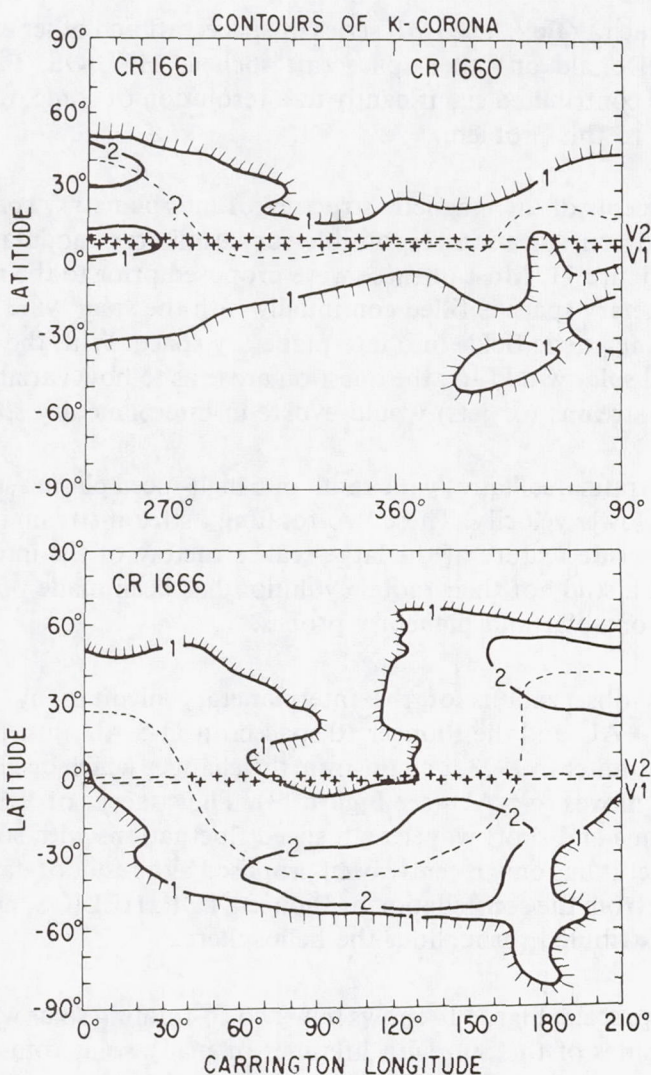 CONTOURS OF K-CORONA
90°
CR 1661 CR 1660
60°
2 1
30° ? 1 1
V2
0° 1 V1
1
-30° 1
1
-60°
-90°
270° 360° 90°
LATITUDE
90°
CR 1666
60° 1
1 2
30°
1
0° V2
V1
2
-30° 1
2
1 1
-60°
-90°
0° 30° 60° 90° 120° 150° 180° 210°
LATITUDE
CARRINGTON LONGITUDE